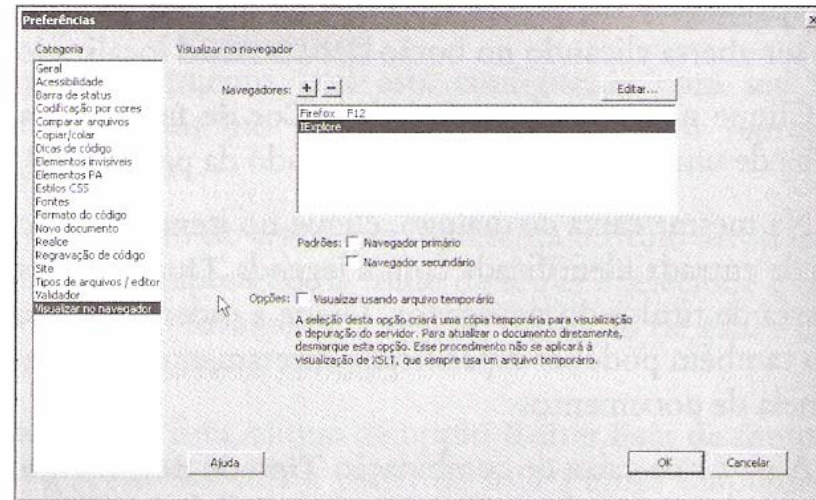 Preferências
Categoria
Geral
Acessibilidade
Barra de status
Codificação por cores
Comparar arquivos
Copiar/colar
Dicas de código
Elementos invisíveis
Elementos PA
Estilos CSS
Fontes
Formato do código
Novo documento
Realce
Regravação de código
Site
Tipos de arquivos / editor
Validador
Visualizar no navegador
Visualizar no navegador
Navegadores: + − Editar...
Firefox F12
IExplore
Padrões: Navegador primário
Navegador secundário
Opções: Visualizar usando arquivo temporário
A seleção desta opção criará uma cópia temporária para visualização
e depuração do servidor. Para atualizar o documento diretamente,
desmarque esta opção. Esse procedimento não se aplicará à
visualização de XSLT, que sempre usa um arquivo temporário.
Ajuda OK Cancelar